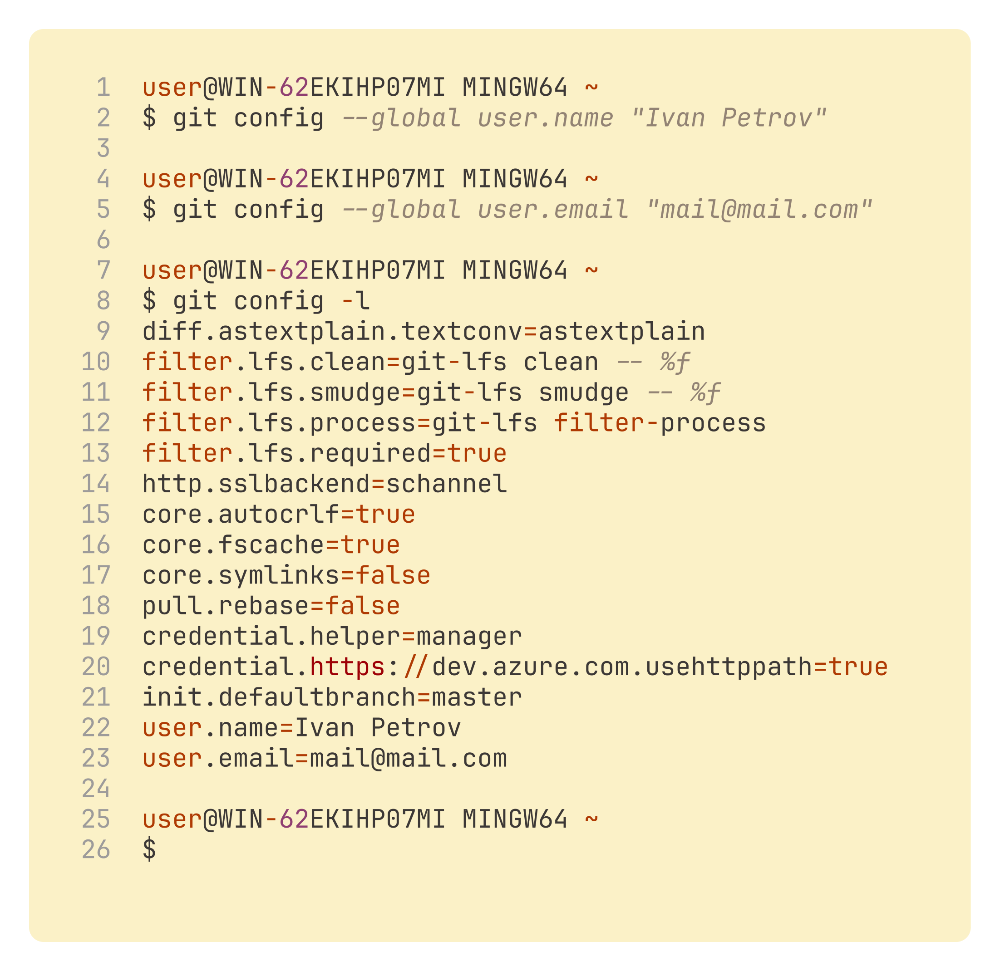 1 user@WIN-62EKIHP07MI MINGW64 ~
2 $ git config --global user.name "Ivan Petrov"
3
4 user@WIN-62EKIHP07MI MINGW64 ~
5 $ git config --global user.email "mail@mail.com"
6
7 user@WIN-62EKIHP07MI MINGW64 ~
8 $ git config -l
9 diff.astextplain.textconv=astextplain
10 filter.lfs.clean=git-lfs clean -- %f
11 filter.lfs.smudge=git-lfs smudge -- %f
12 filter.lfs.process=git-lfs filter-process
13 filter.lfs.required=true
14 http.sslbackend=schannel
15 core.autocrlf=true
16 core.fscache=true
17 core.symlinks=false
18 pull.rebase=false
19 credential.helper=manager
20 credential.https://dev.azure.com.usehttppath=true
21 init.defaultbranch=master
22 user.name=Ivan Petrov
23 user.email=mail@mail.com
24
25 user@WIN-62EKIHP07MI MINGW64 ~
26 $